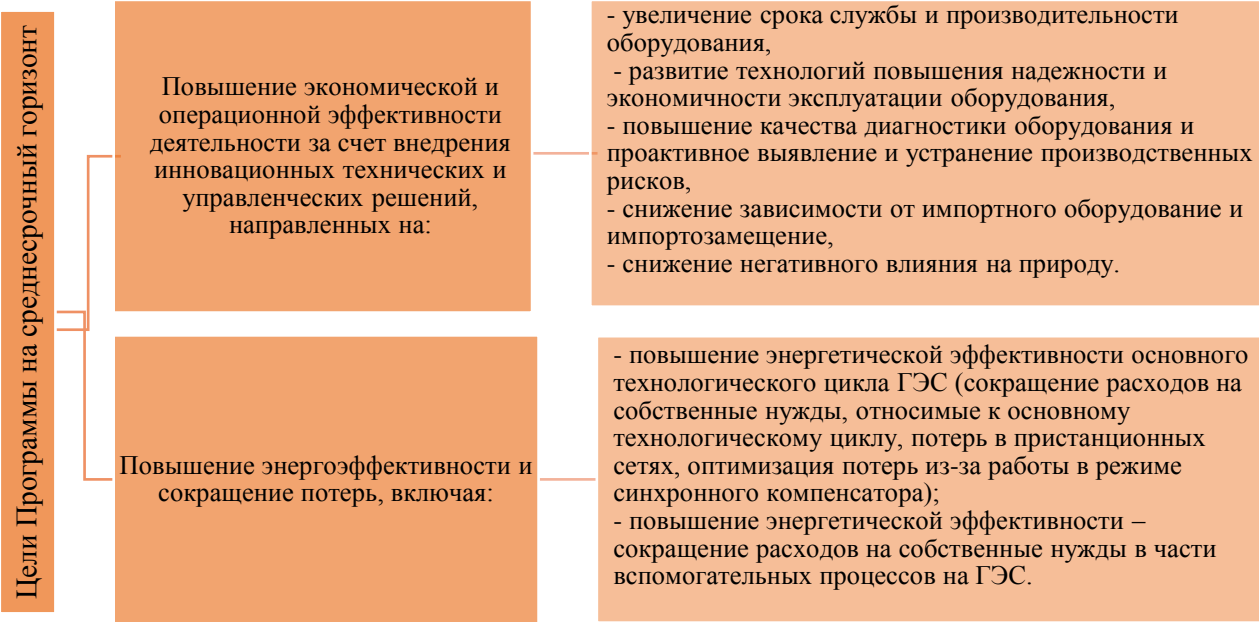 Цели Программы на среднесрочный горизонт
Повышение экономической и
операционной эффективности
деятельности за счет внедрения
инновационных технических и
управленческих решений,
направленных на:
- увеличение срока службы и производительности
оборудования,
- развитие технологий повышения надежности и
экономичности эксплуатации оборудования,
- повышение качества диагностики оборудования и
проактивное выявление и устранение производственных
рисков,
- снижение зависимости от импортного оборудование и
импортозамещение,
- снижение негативного влияния на природу.
Повышение энергоэффективности и
сокращение потерь, включая:
- повышение энергетической эффективности основного
технологического цикла ГЭС (сокращение расходов на
собственные нужды, относимые к основному
технологическому циклу, потерь в пристанционных
сетях, оптимизация потерь из-за работы в режиме
синхронного компенсатора);
- повышение энергетической эффективности –
сокращение расходов на собственные нужды в части
вспомогательных процессов на ГЭС.